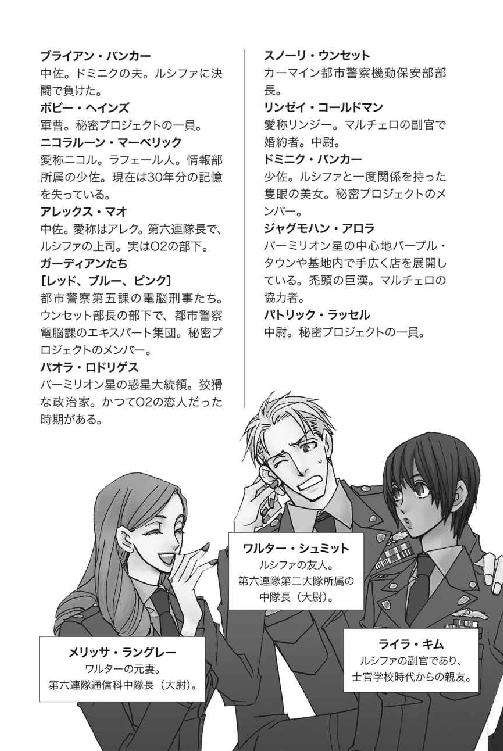 ブライアン・バンカー
中佐。ドミニクの夫。ルシファに決
闘で負けた。
ボビー・ヘインズ
軍曹。秘密プロジェクトの一員。
ニコラルーン・マーベリック
愛称ニコル。ラフェール人。情報部
所属の少佐。現在は30年分の記憶
を失っている。
アレックス・マオ
中佐。愛称はアレク。第六連隊長で、
ルシファの上司。実はO2の部下。
ガーディアンたち
[レッド、ブルー、ピンク]
都市警察第五課の電脳刑事たち。
ウンセット部長の部下で、都市警察
電脳課のエキスパート集団。秘密プ
ロジェクトのメンバー。
パオラ・ロドリゲス
バーミリオン星の惑星大統領。狡猾
な政治家。かつてO2の恋人だった
時期がある。
スノーリ・ウンセット
カーマイン都市警察機動保安部部
長。
リンゼイ・コールドマン
愛称リンジー。マルチェロの副官で
婚約者。中尉。
ドミニク・バンカー
少佐。ルシファと一度関係を持った
隻眼の美女。秘密プロジェクトのメ
ンバー。
ジャグモハン・アロラ
バーミリオン星の中心地パープル・
タウンや基地内で手広く店を展開し
ている。禿頭の巨漢。マルチェロの
協力者。
パトリック・ラッセル
中尉。秘密プロジェクトの一員。
ワルター・シュミット
ルシファの友人。
第六連隊第二大隊所属の
中隊長（大尉）。
メリッサ・ラングレー
ワルターの元妻。
第六連隊通信科中隊長（大尉）。
ライラ・キム
ルシファの副官であり、
士官学校時代からの親友。